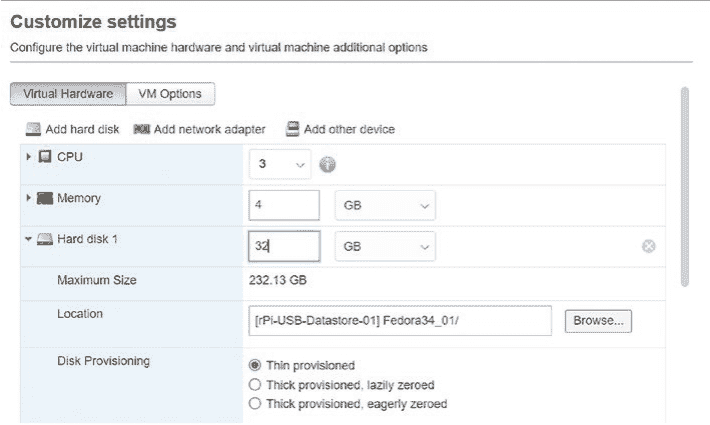 Customize settings
Configure the virtual machine hardware and virtual machine additional options
Virtual Hardware VM Options
Add hard disk Add network adapter Add other device
CPU 3
Memory 4 GB
Hard disk 1 32 GB
Maximum Size 232.13 GB
Location [rPi-USB-Datastore-01] Fedora34_01/ Browse...
Disk Provisioning Thin provisioned
Thick provisioned, lazily zeroed
Thick provisioned, eagerly zeroed